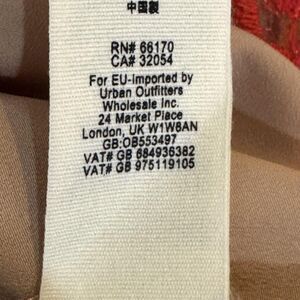 中国製
RN# 66170
CA# 32054
For EU-Imported by
Urban Outfitters
Wholesale Inc.
24 Market Place
London, UK W1W8AN
GB:OB553497
VAT# GB 684936382
VAT# GB 975119105